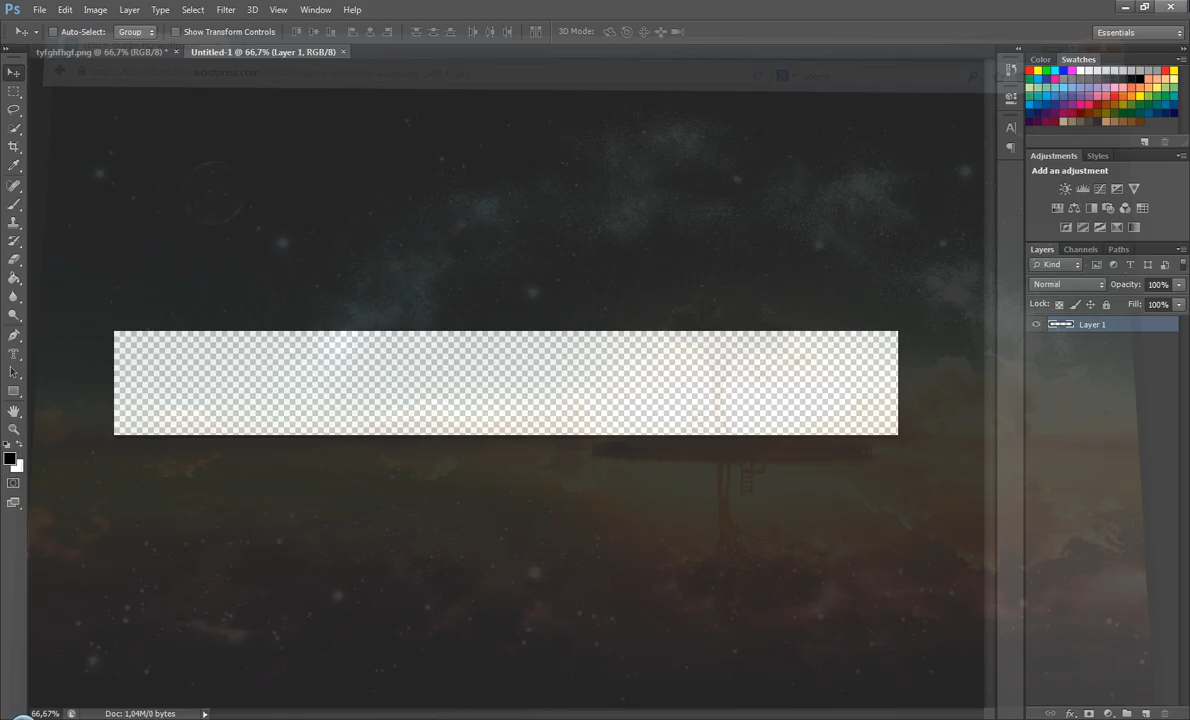 Ps File Edit Image Layer Type Select Filter 3D View Window Help
Auto-Select: Group Show Transform Controls 3D Mode: Essentials
tyfghfhgf.png @ 66,7% (RGB/8) * × Untitled-1 @ 66,7% (Layer 1, RGB/8) ×
wordpress.com
Google
Color Swatches
Adjustments Styles
Add an adjustment
Layers Channels Paths
Kind
Normal Opacity: 100%
Lock: Fill: 100%
Layer 1
66,67% Doc: 1,04M/0 bytes